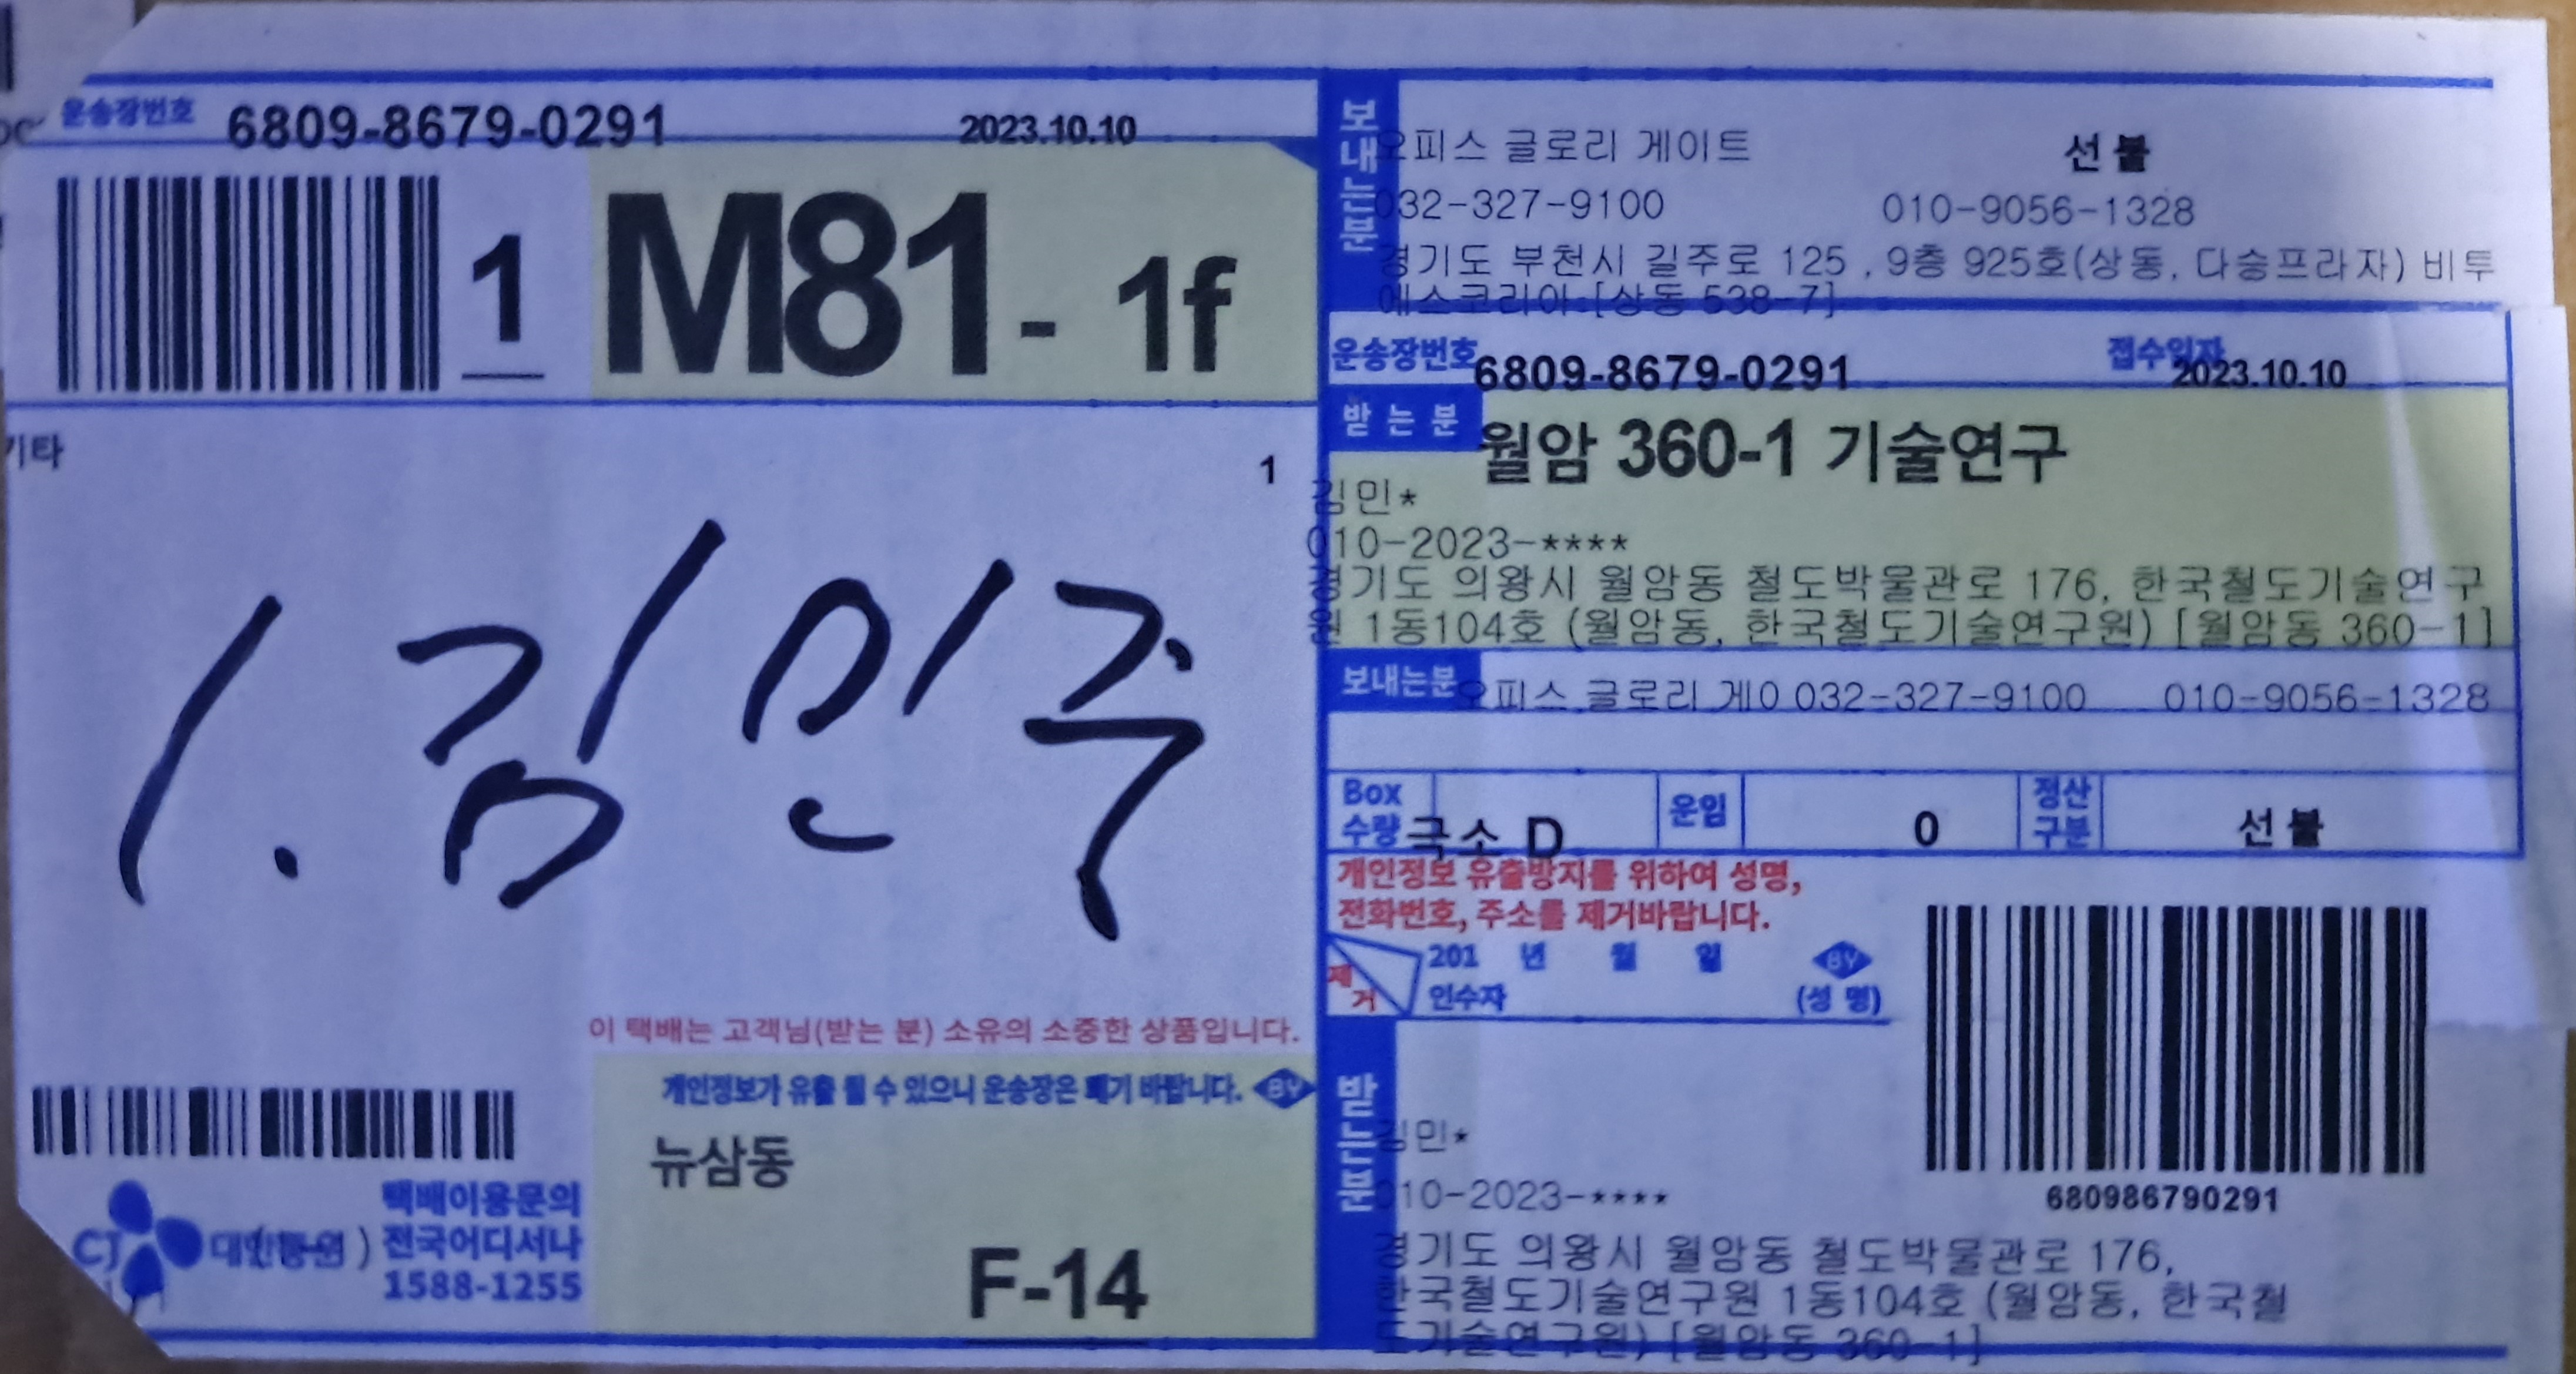 운송장번호 6809-8679-0291 2023.10.10
1 M81 - 1f
기타
1
1. 김민주
이 택배는 고객님(받는 분) 소유의 소중한 상품입니다.
개인정보가 유출 될 수 있으니 운송장은 폐기 바랍니다. BY
뉴삼동
F-14
CJ 대한통운
택배이용문의
전국어디서나
1588-1255
보내는분
오피스 글로리 게이트 선불
032-327-9100 010-9056-1328
경기도 부천시 길주로 125 , 9층 925호(상동, 다승프라자) 비투
에스코리아 [상동 538-7]
운송장번호 6809-8679-0291 접수일자 2023.10.10
받는분 월암 360-1 기술연구
김민*
010-2023-****
경기도 의왕시 월암동 철도박물관로 176, 한국철도기술연구
원 1동104호 (월암동, 한국철도기술연구원) [월암동 360-1]
보내는분 오피스 글로리 게이 032-327-9100 010-9056-1328
Box 수량 극소 D 운임 0 정산 구분 선불
개인정보 유출방지를 위하여 성명,
전화번호, 주소를 제거바랍니다.
제거
201 년 월 일 BY
인수자 (성 명)
680986790291
받는분
김민*
010-2023-****
경기도 의왕시 월암동 철도박물관로 176,
한국철도기술연구원 1동104호 (월암동, 한국철
도기술연구원) [월암동 360-1]